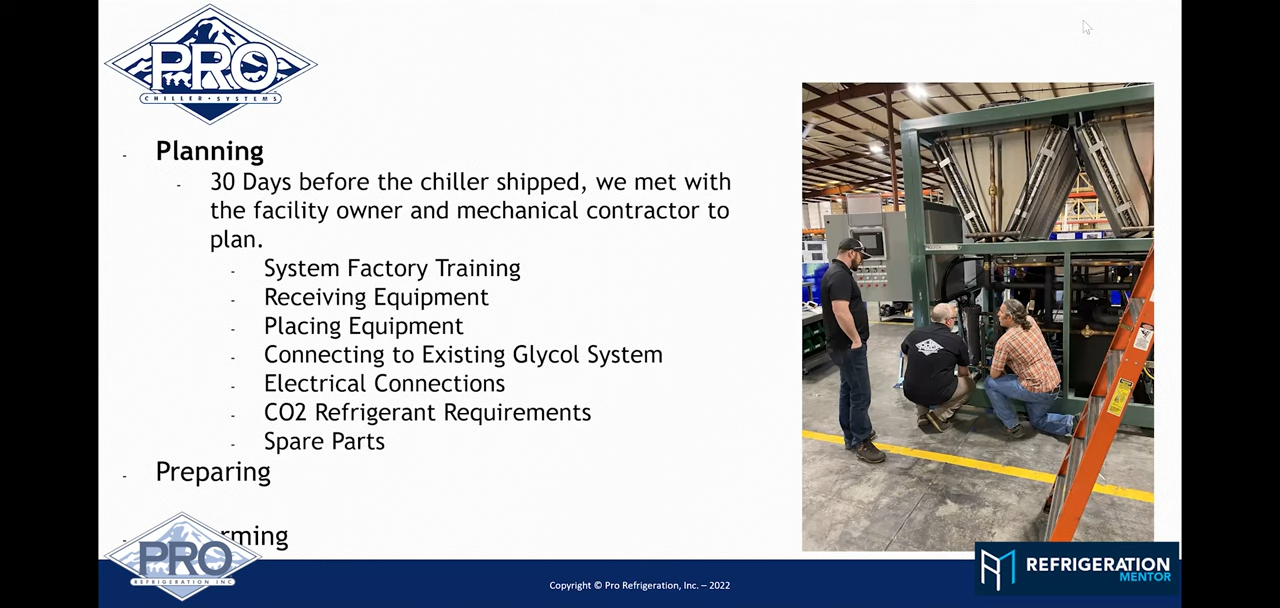 PRO
CHILLER • SYSTEMS
- Planning
- 30 Days before the chiller shipped, we met with
the facility owner and mechanical contractor to
plan.
- System Factory Training
- Receiving Equipment
- Placing Equipment
- Connecting to Existing Glycol System
- Electrical Connections
- CO2 Refrigerant Requirements
- Spare Parts
- Preparing
- rming
PRO
REFRIGERATION INC
Copyright © Pro Refrigeration, Inc. – 2022
REFRIGERATION
MENTOR